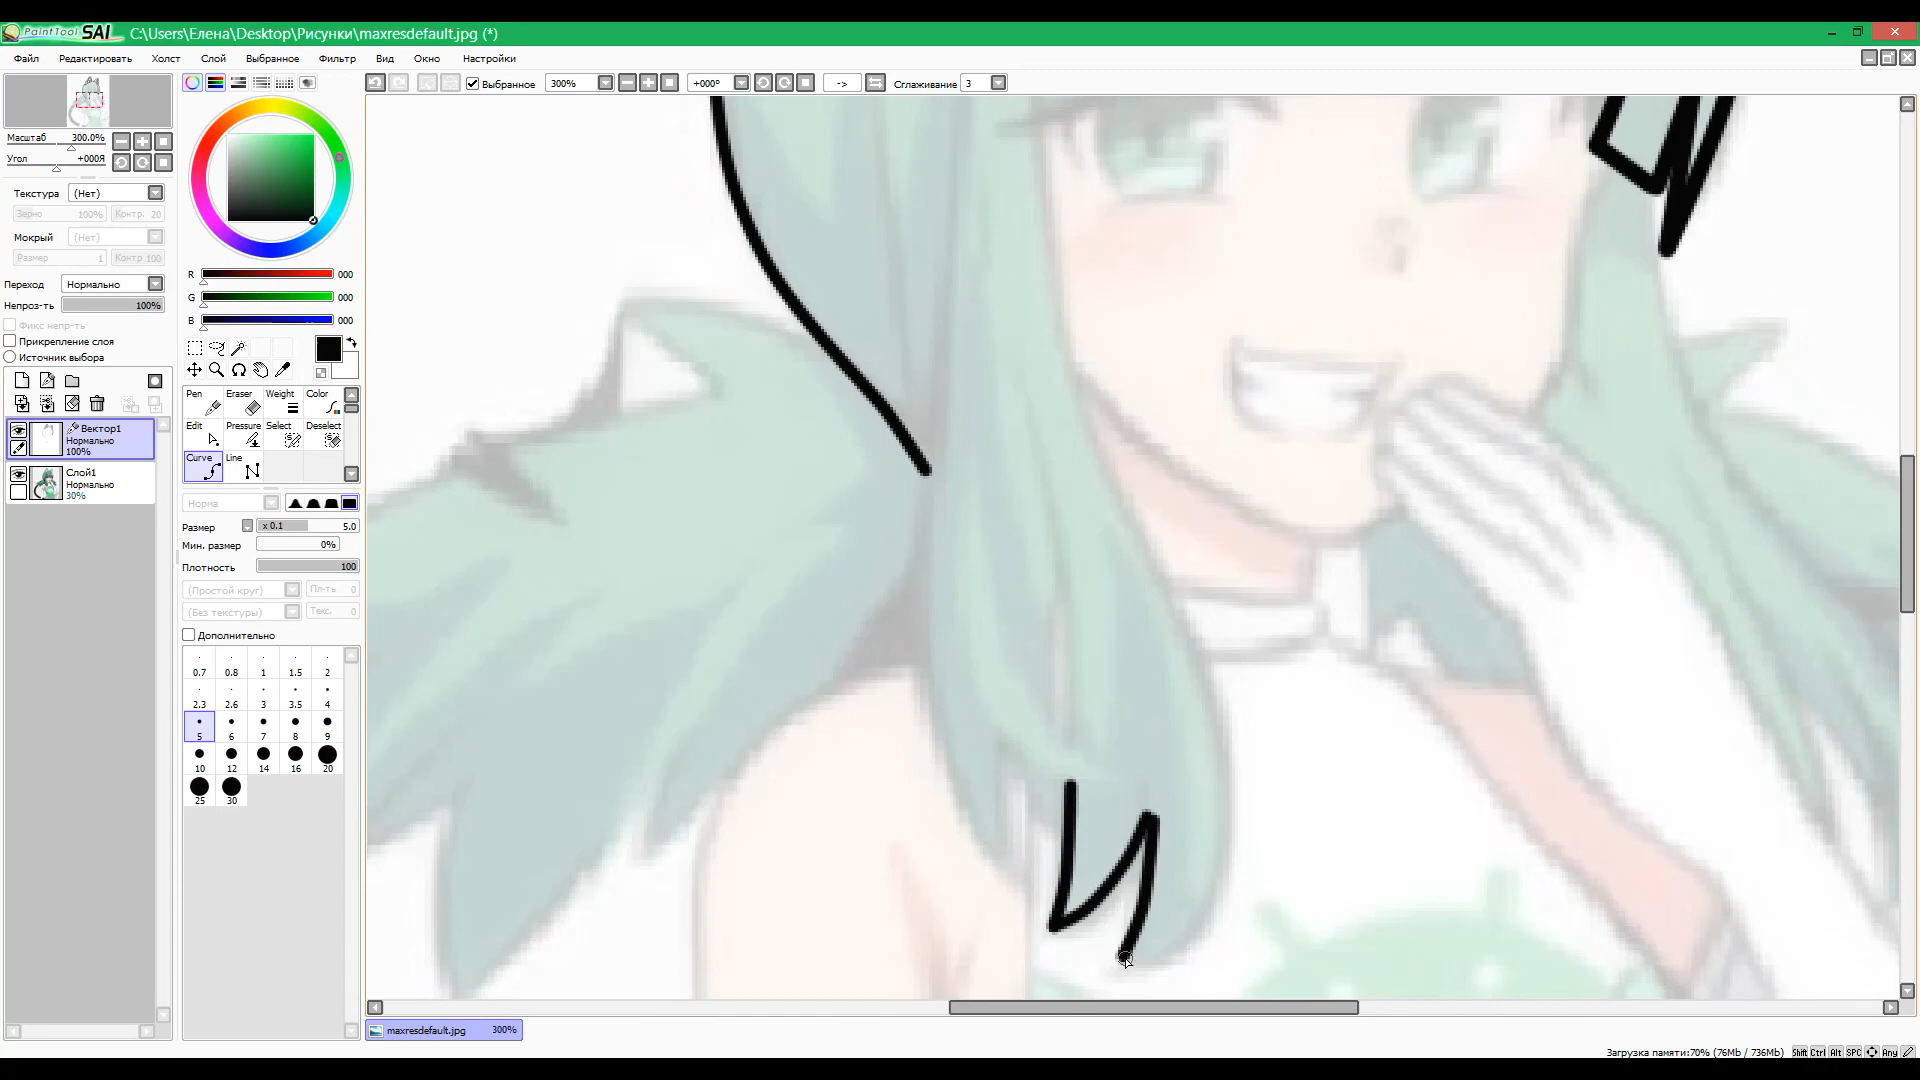 PaintTool SAI C:\Users\Елена\Desktop\Рисунки\maxresdefault.jpg (*)
Файл Редактировать Холст Слой Выбранное Фильтр Вид Окно Настройки
Выбранное 300% +000° -> Сглаживание 3
Масштаб 300.0%
Угол +000Я
Текстура (Нет)
Зерно 100% Контр. 20
Мокрый (Нет)
Размер 1 Контр 100
Переход Нормально
Непроз-ть 100%
Фикс непр-ть
Прикрепление слоя
Источник выбора
Вектор1
Нормально
100%
Слой1
Нормально
30%
R 000
G 000
B 000
Pen Eraser Weight Color
Edit Pressure Select Deselect
Curve Line
Норма
Размер x 0.1 5.0
Мин. размер 0%
Плотность 100
(Простой круг) Пл-ть 0
(Без текстуры) Текс. 0
Дополнительно
0.7 0.8 1 1.5 2
2.3 2.6 3 3.5 4
5 6 7 8 9
10 12 14 16 20
25 30
maxresdefault.jpg 300%
Загрузка памяти:70% (76Mb / 736Mb) Shift Ctrl Alt SPC Any